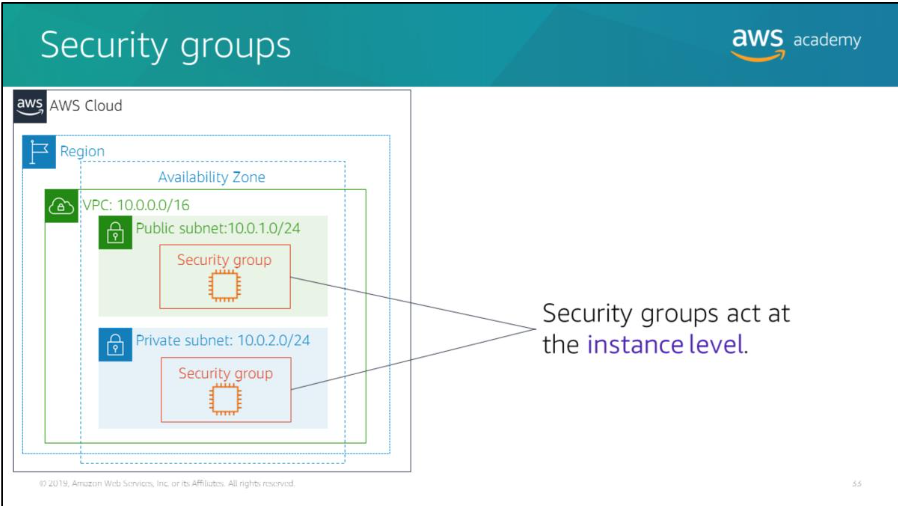 Security groups
aws academy
aws AWS Cloud
Region
Availability Zone
VPC: 10.0.0.0/16
Public subnet:10.0.1.0/24
Security group
Security groups act at
the instance level.
Private subnet: 10.0.2.0/24
Security group
© 2019, Amazon Web Services, Inc. or its Affiliates. All rights reserved.
33